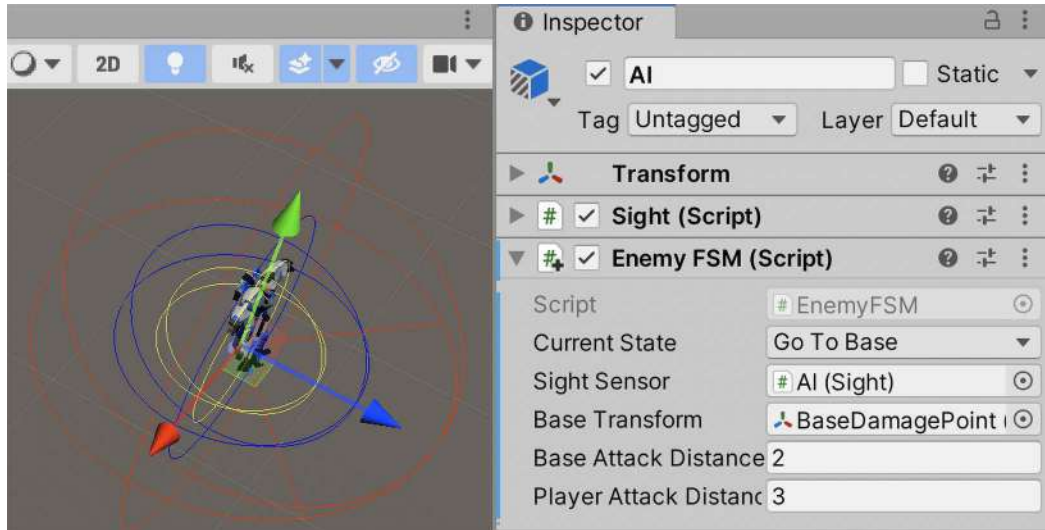 Inspector
2D
AI
Static
Tag Untagged Layer Default
Transform
# Sight (Script)
# Enemy FSM (Script)
Script # EnemyFSM
Current State Go To Base
Sight Sensor # AI (Sight)
Base Transform BaseDamagePoint (
Base Attack Distance 2
Player Attack Distanc 3